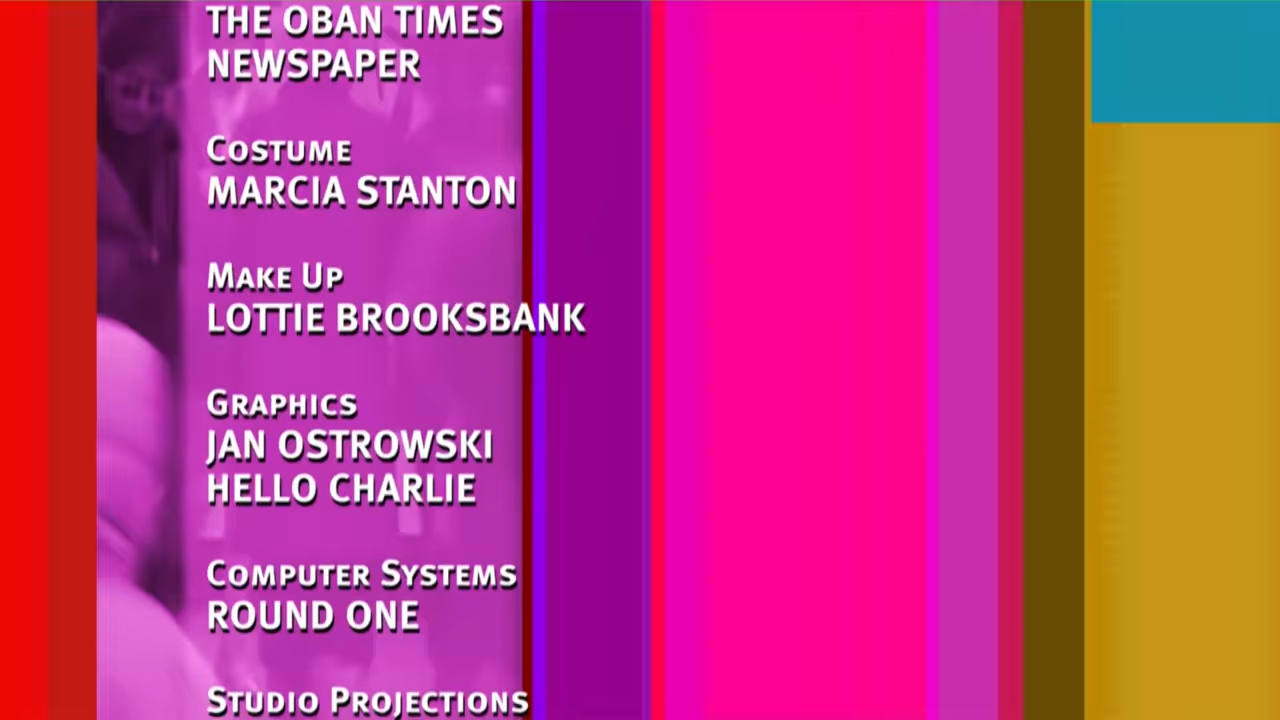 THE OBAN TIMES
NEWSPAPER
COSTUME
MARCIA STANTON
MAKE UP
LOTTIE BROOKSBANK
GRAPHICS
JAN OSTROWSKI
HELLO CHARLIE
COMPUTER SYSTEMS
ROUND ONE
STUDIO PROJECTIONS